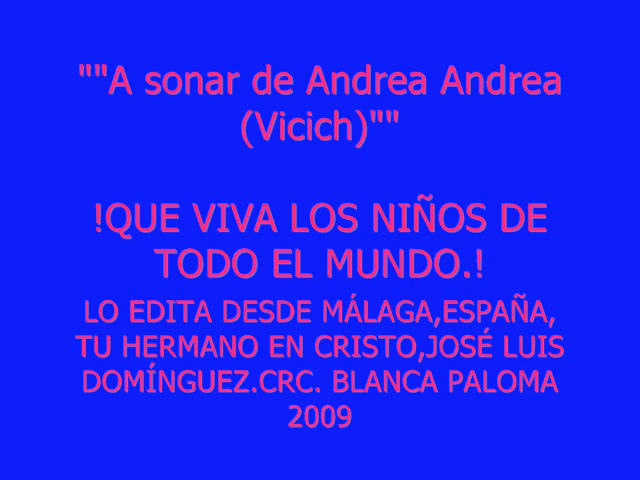 ""A sonar de Andrea Andrea
(Vicich)""
!QUE VIVA LOS NIÑOS DE
TODO EL MUNDO.!
LO EDITA DESDE MÁLAGA,ESPAÑA,
TU HERMANO EN CRISTO,JOSÉ LUIS
DOMÍNGUEZ.CRC. BLANCA PALOMA
2009